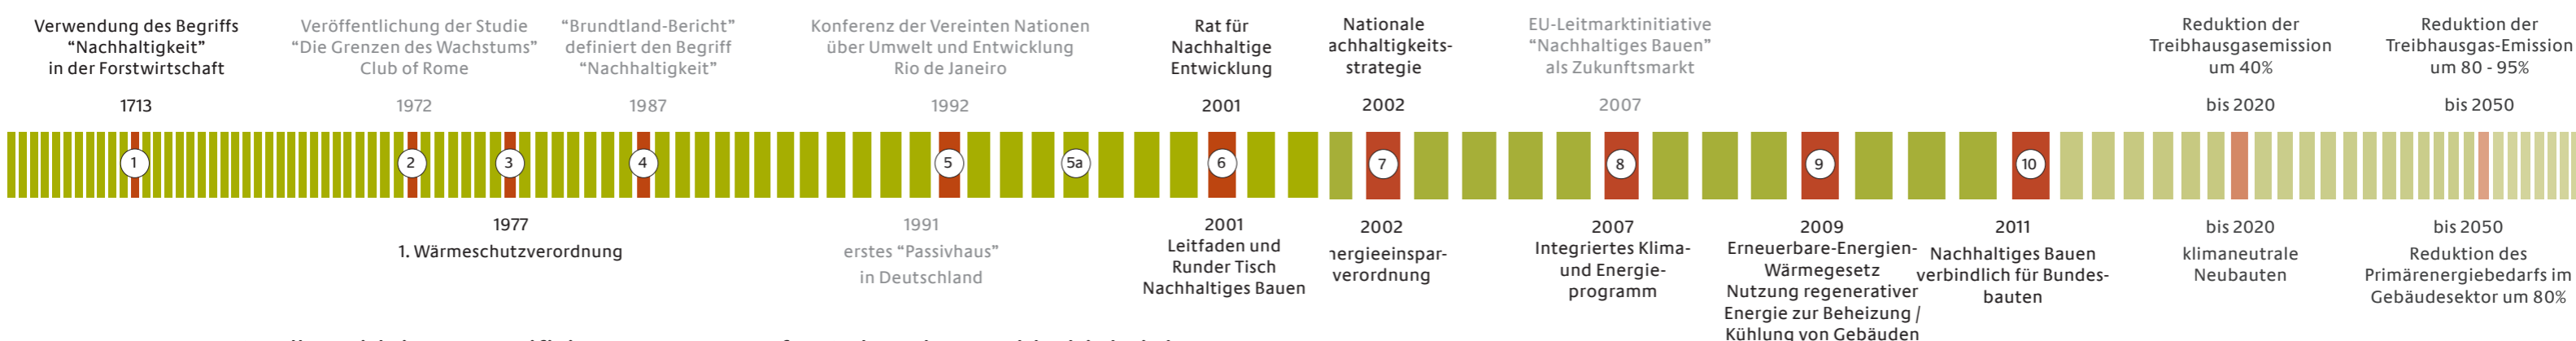 Verwendung des Begriffs
“Nachhaltigkeit”
in der Forstwirtschaft
1713
Veröffentlichung der Studie
“Die Grenzen des Wachstums”
Club of Rome
1972
“Brundtland-Bericht”
definiert den Begriff
“Nachhaltigkeit”
1987
Konferenz der Vereinten Nationen
über Umwelt und Entwicklung
Rio de Janeiro
1992
Rat für
Nachhaltige
Entwicklung
2001
Nationale
achhaltigkeits-
strategie
2002
EU-Leitmarktinitiative
“Nachhaltiges Bauen”
als Zukunftsmarkt
2007
Reduktion der
Treibhausgasemission
um 40%
bis 2020
Reduktion der
Treibhausgas-Emission
um 80 - 95%
bis 2050
1 2 3 4 5 5a 6 7 8 9 10
1977
1. Wärmeschutzverordnung
1991
erstes “Passivhaus”
in Deutschland
2001
Leitfaden und
Runder Tisch
Nachhaltiges Bauen
2002
nergieeinspar-
verordnung
2007
Integriertes Klima-
und Energie-
programm
2009
Erneuerbare-Energien-
Wärmegesetz
Nutzung regenerativer
Energie zur Beheizung /
Kühlung von Gebäuden
2011
Nachhaltiges Bauen
verbindlich für Bundes-
bauten
bis 2020
klimaneutrale
Neubauten
bis 2050
Reduktion des
Primärenergiebedarfs im
Gebäudesektor um 80%